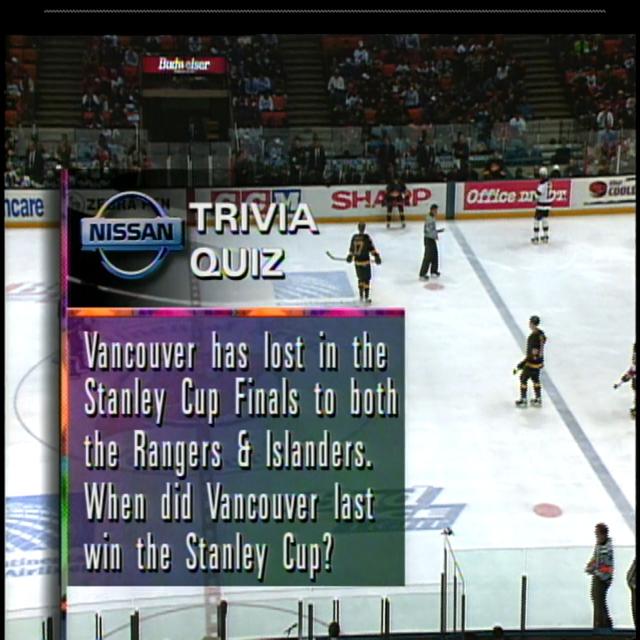 Budweiser
SHARP
Office
NISSAN
TRIVIA
QUIZ
Vancouver has lost in the
Stanley Cup Finals to both
the Rangers & Islanders.
When did Vancouver last
win the Stanley Cup?